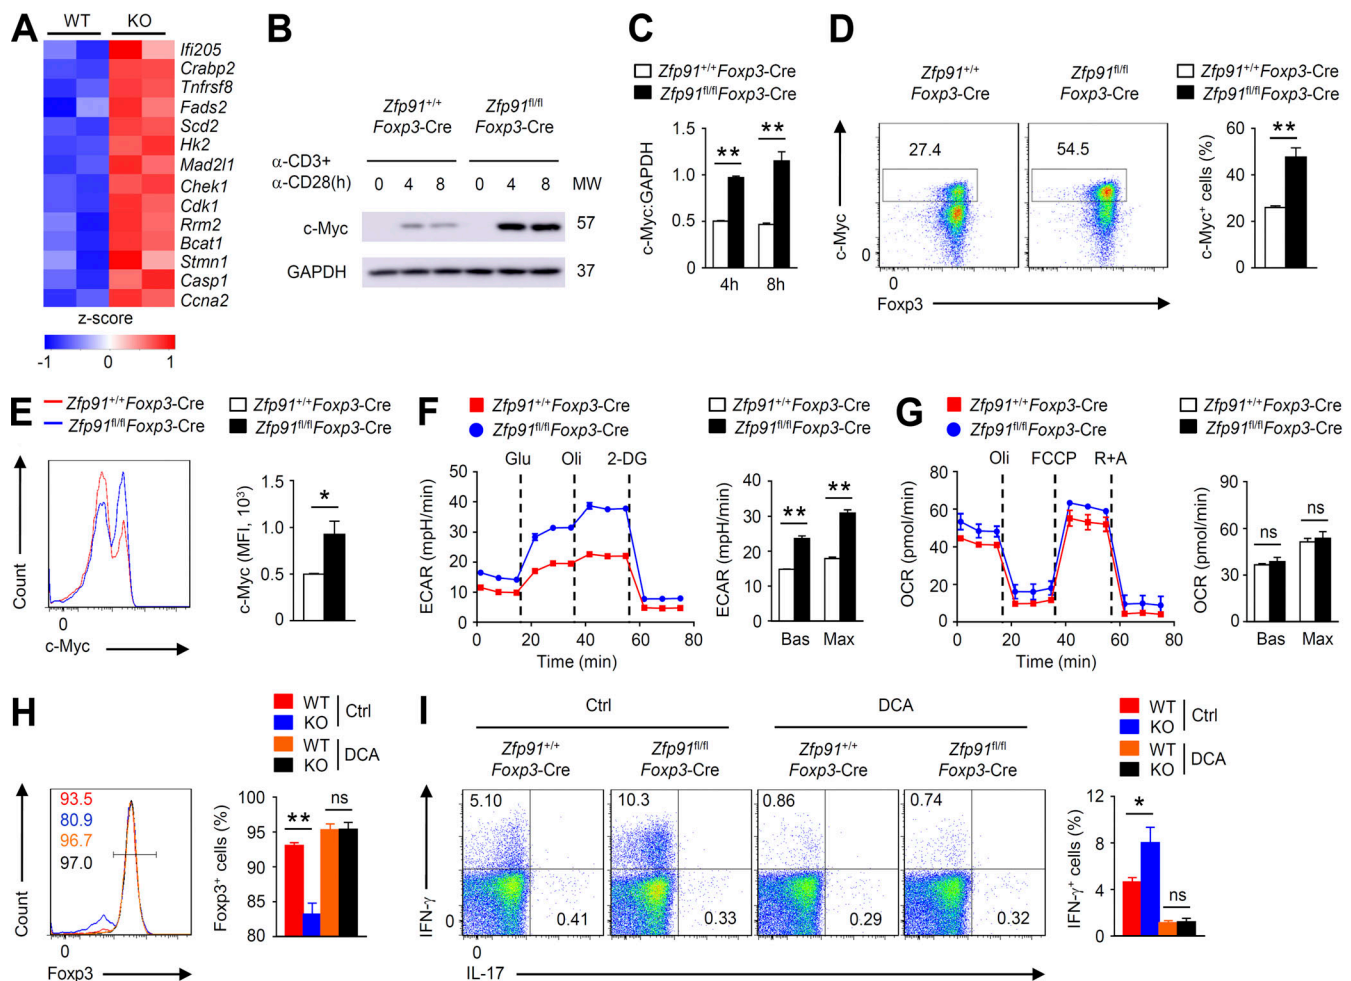 A
WT KO
Ifi205
Crabp2
Tnfrsf8
Fads2
Scd2
Hk2
Mad2l1
Chek1
Cdk1
Rrm2
Bcat1
Stmn1
Casp1
Ccna2
z-score
-1 0 1
B
Zfp91+/+ Zfp91fl/fl
Foxp3-Cre Foxp3-Cre
α-CD3+
α-CD28(h) 0 4 8 0 4 8 MW
c-Myc 57
GAPDH 37
C
Zfp91+/+Foxp3-Cre
Zfp91fl/flFoxp3-Cre
c-Myc:GAPDH
1.5
1.0
0.5
0
** **
4h 8h
D
Zfp91+/+ Zfp91fl/fl
Foxp3-Cre Foxp3-Cre
27.4 54.5
c-Myc
0
0
Foxp3
Zfp91+/+Foxp3-Cre
Zfp91fl/flFoxp3-Cre
c-Myc+ cells (%)
60
40
20
0
**
E
Zfp91+/+Foxp3-Cre
Zfp91fl/flFoxp3-Cre
Count
0
c-Myc
Zfp91+/+Foxp3-Cre
Zfp91fl/flFoxp3-Cre
c-Myc (MFI, 10³)
1.5
1.0
0.5
0
*
F
Zfp91+/+Foxp3-Cre
Zfp91fl/flFoxp3-Cre
Glu Oli 2-DG
ECAR (mpH/min)
50
40
30
20
10
0
0 20 40 60 80
Time (min)
Zfp91+/+Foxp3-Cre
Zfp91fl/flFoxp3-Cre
ECAR (mpH/min)
40
30
20
10
0
** **
Bas Max
G
Zfp91+/+Foxp3-Cre
Zfp91fl/flFoxp3-Cre
Oli FCCP R+A
OCR (pmol/min)
80
60
40
20
0
0 20 40 60 80
Time (min)
Zfp91+/+Foxp3-Cre
Zfp91fl/flFoxp3-Cre
OCR (pmol/min)
90
60
30
0
ns ns
Bas Max
H
93.5
80.9
96.7
97.0
Count
0
Foxp3
WT
KO
Ctrl
WT
KO
DCA
Foxp3+ cells (%)
100
95
90
85
80
** ns
I
Ctrl DCA
Zfp91+/+ Zfp91fl/fl Zfp91+/+ Zfp91fl/fl
Foxp3-Cre Foxp3-Cre Foxp3-Cre Foxp3-Cre
5.10 10.3 0.86 0.74
0.41 0.33 0.29 0.32
IFN-γ
0
0
IL-17
WT
KO
Ctrl
WT
KO
DCA
IFN-γ+ cells (%)
12
8
4
0
* ns